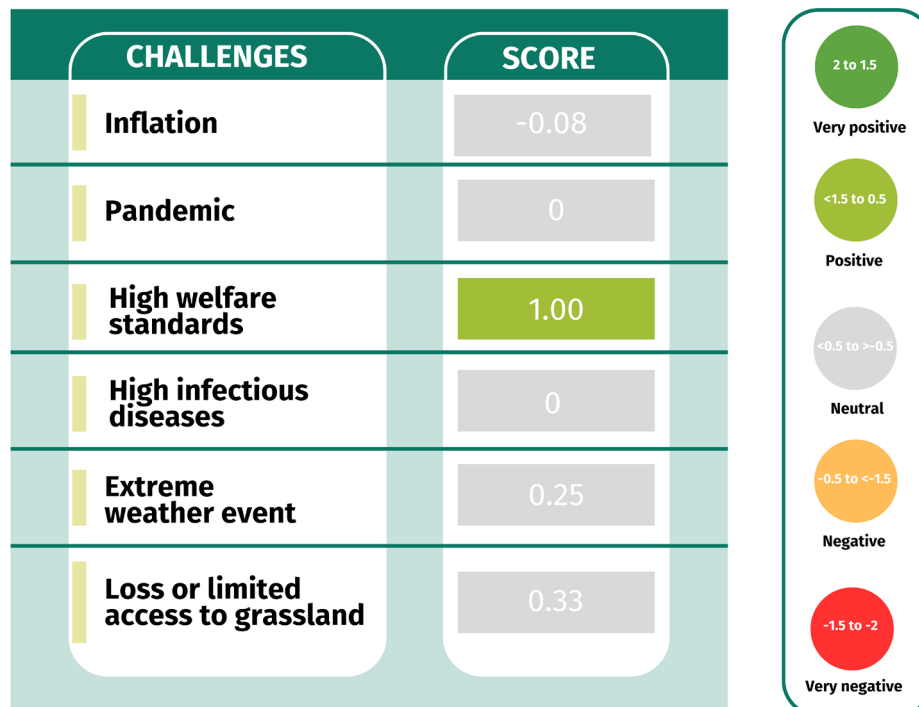 CHALLENGES SCORE
Inflation -0.08
Pandemic 0
High welfare
standards 1.00
High infectious
diseases 0
Extreme
weather event 0.25
Loss or limited
access to grassland 0.33
2 to 1.5
Very positive
<1.5 to 0.5
Positive
<0.5 to >-0.5
Neutral
-0.5 to <-1.5
Negative
-1.5 to -2
Very negative